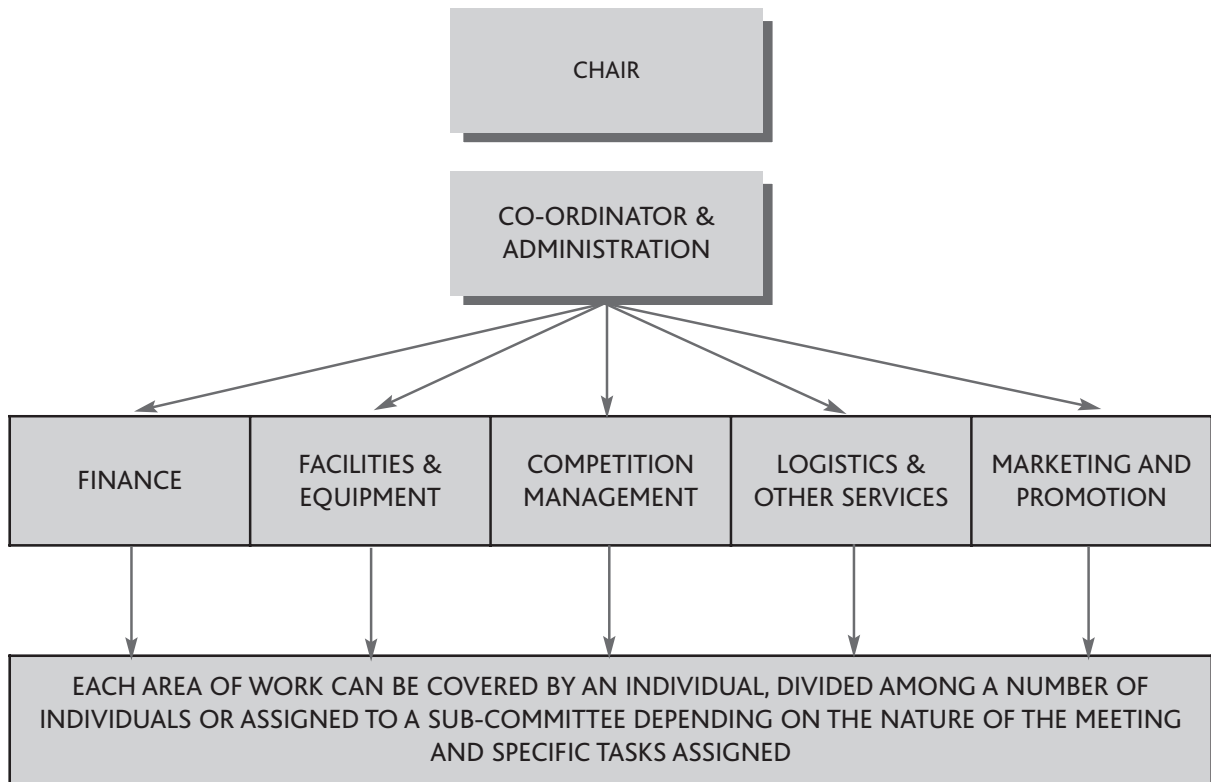 CHAIR
CO-ORDINATOR &
ADMINISTRATION
FINANCE
FACILITIES &
EQUIPMENT
COMPETITION
MANAGEMENT
LOGISTICS &
OTHER SERVICES
MARKETING AND
PROMOTION
EACH AREA OF WORK CAN BE COVERED BY AN INDIVIDUAL, DIVIDED AMONG A NUMBER OF
INDIVIDUALS OR ASSIGNED TO A SUB-COMMITTEE DEPENDING ON THE NATURE OF THE MEETING
AND SPECIFIC TASKS ASSIGNED